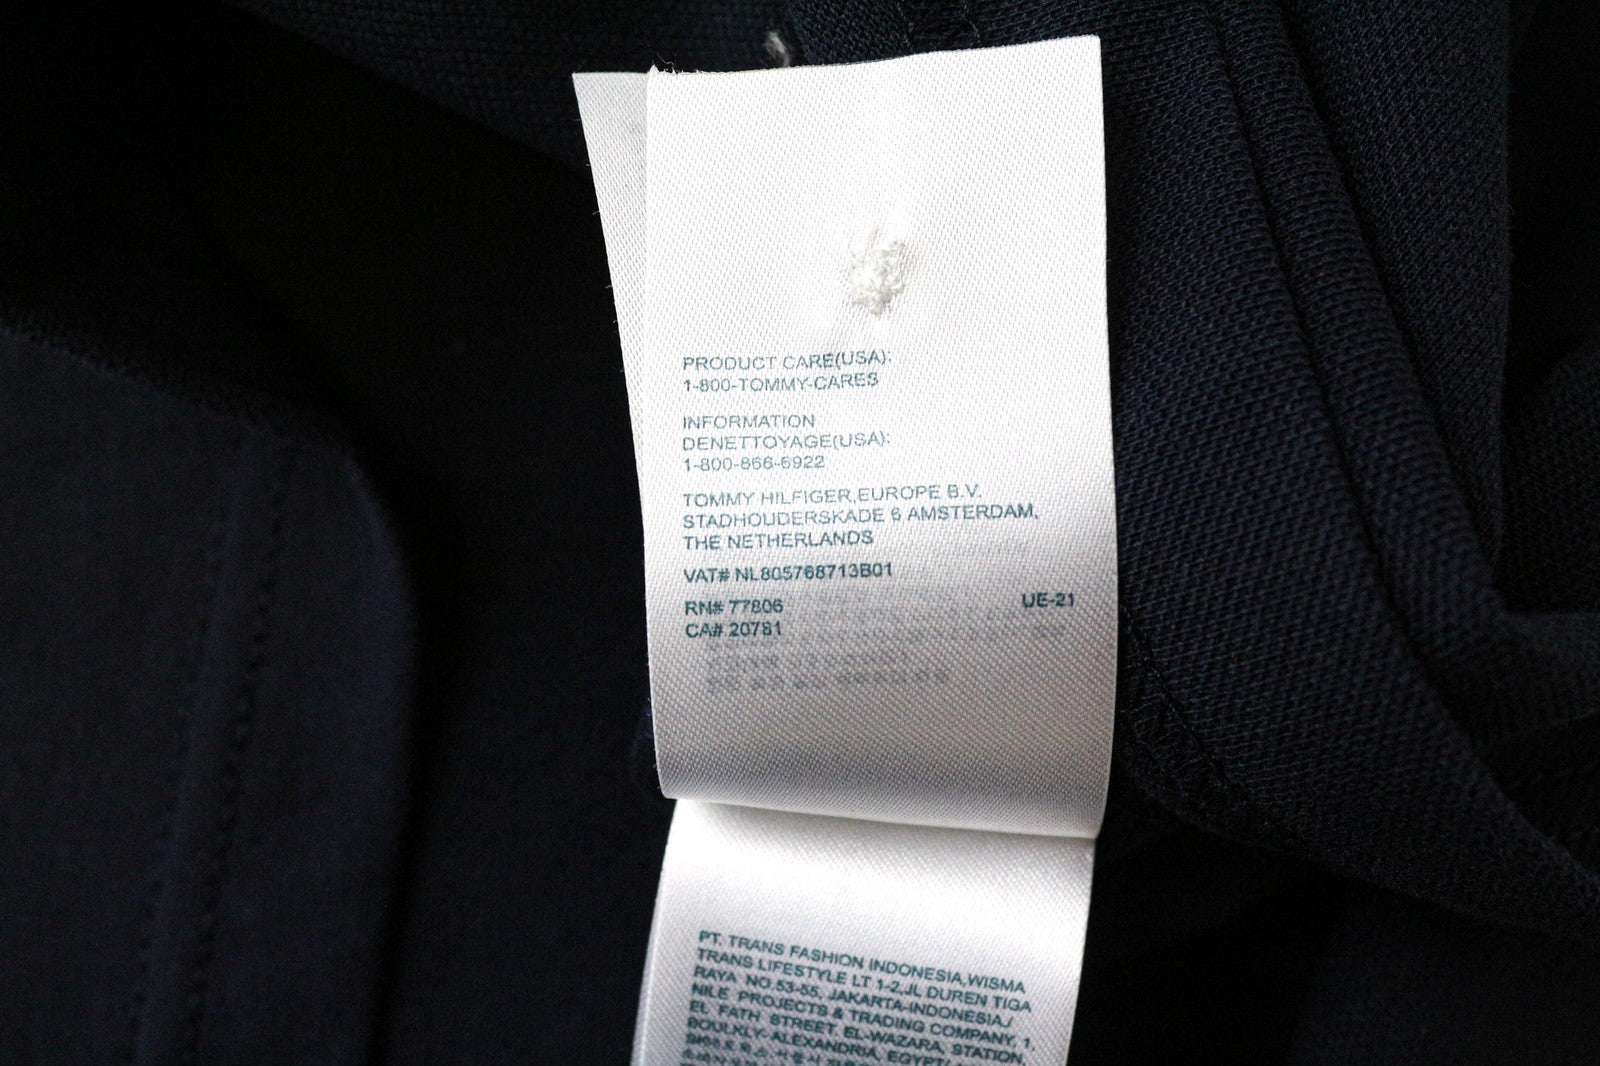 PRODUCT CARE(USA):
1-800-TOMMY-CARES
INFORMATION
DENETTOYAGE(USA):
1-800-866-6922
TOMMY HILFIGER,EUROPE B.V.
STADHOUDERSKADE 6 AMSTERDAM,
THE NETHERLANDS
VAT# NL805768713B01
RN# 77806 UE-21
CA# 20781
PT. TRANS FASHION INDONESIA,WISMA
TRANS LIFESTYLE LT 1-2,JL DUREN TIGA
RAYA NO.53-55, JAKARTA-INDONESIA/
NILE PROJECTS & TRADING COMPANY, 1,
EL FATH STREET. EL-WAZARA, STATION,
BOULKLY- ALEXANDRIA, EGYPT/